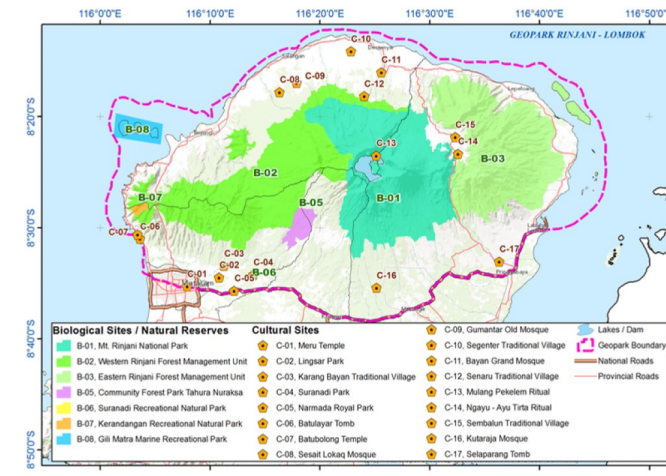 116°0'0"E 116°10'0"E 116°20'0"E 116°30'0"E 116°40'0"E 116°50'0"
GEOPARK RINJANI - LOMBOK
C-10
C-11
C-09
C-08
C-12
8°20'0"S
B-08
C-15
C-14
C-13
B-03
B-02
B-07
B-01
B-05
C-06
C-07
8°30'0"S
C-17
C-03
C-02
C-04
C-01
C-05
B-06
C-16
8°40'0"S
8°50'0"S
Biological Sites / Natural Reserves
B-01, Mt. Rinjani National Park
B-02, Western Rinjani Forest Management Unit
B-03, Eastern Rinjani Forest Management Unit
B-05, Community Forest Park Tahura Nuraksa
B-06, Suranadi Recreational Natural Park
B-07, Kerandangan Recreational Natural Park
B-08, Gili Matra Marine Recreational Park
Cultural Sites
C-01, Meru Temple
C-02, Lingsar Park
C-03, Karang Bayan Traditional Village
C-04, Suranadi Park
C-05, Narmada Royal Park
C-06, Batulayar Tomb
C-07, Batubolong Temple
C-08, Sesait Lokaq Mosque
C-09, Gumantar Old Mosque
C-10, Segenter Traditional Village
C-11, Bayan Grand Mosque
C-12, Senaru Traditional Village
C-13, Mulang Pekelem Ritual
C-14, Ngayu - Ayu Tirta Ritual
C-15, Sembalun Traditional Village
C-16, Kutaraja Mosque
C-17, Selaparang Tomb
Lakes / Dam
Geopark Boundary
National Roads
Provincial Roads